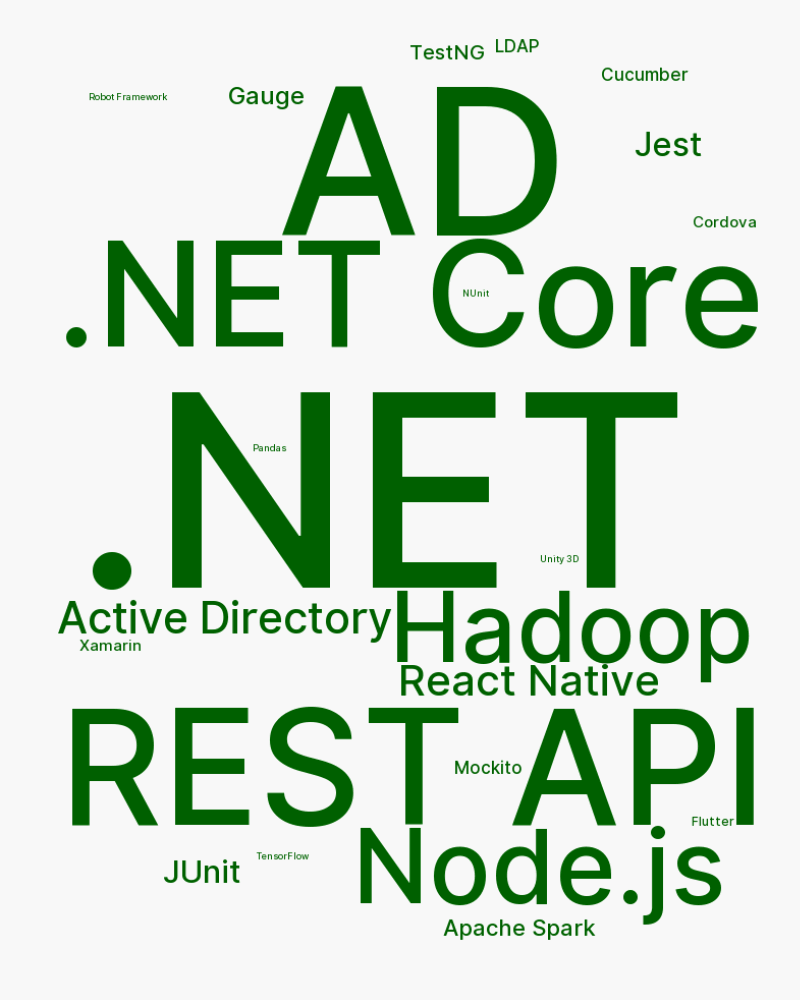 LDAP
TestNG
Cucumber
Robot Framework
Gauge
AD
Jest
Cordova
.NET Core
NUnit
.NET
Pandas
Unity 3D
Active Directory
Hadoop
Xamarin
React Native
REST API
Mockito
Flutter
JUnit
TensorFlow
Node.js
Apache Spark